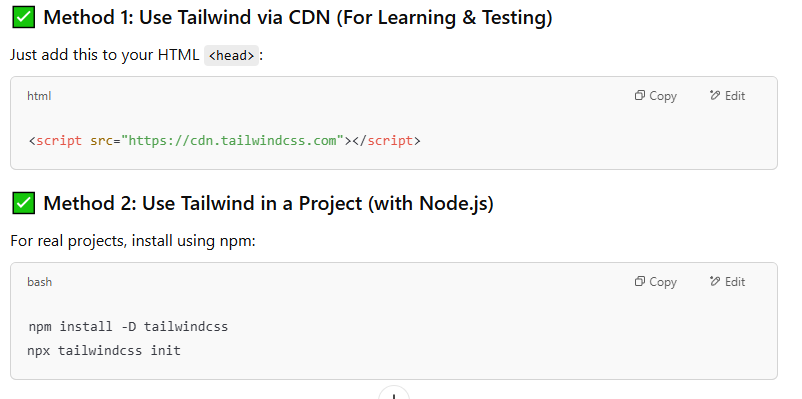 ✅ Method 1: Use Tailwind via CDN (For Learning & Testing)
Just add this to your HTML <head>:
html Copy Edit
<script src="https://cdn.tailwindcss.com"></script>
✅ Method 2: Use Tailwind in a Project (with Node.js)
For real projects, install using npm:
bash Copy Edit
npm install -D tailwindcss
npx tailwindcss init